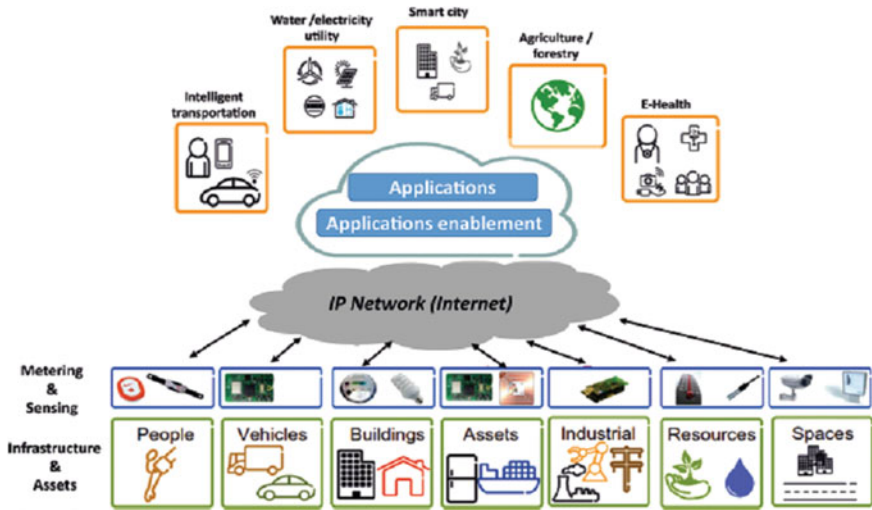 Smart city
Water /electricity
utility
Agriculture /
forestry
Intelligent
transportation
E-Health
Applications
Applications enablement
IP Network (Internet)
Metering
&
Sensing
Infrastructure
&
Assets
People
Vehicles
Buildings
Assets
Industrial
Resources
Spaces